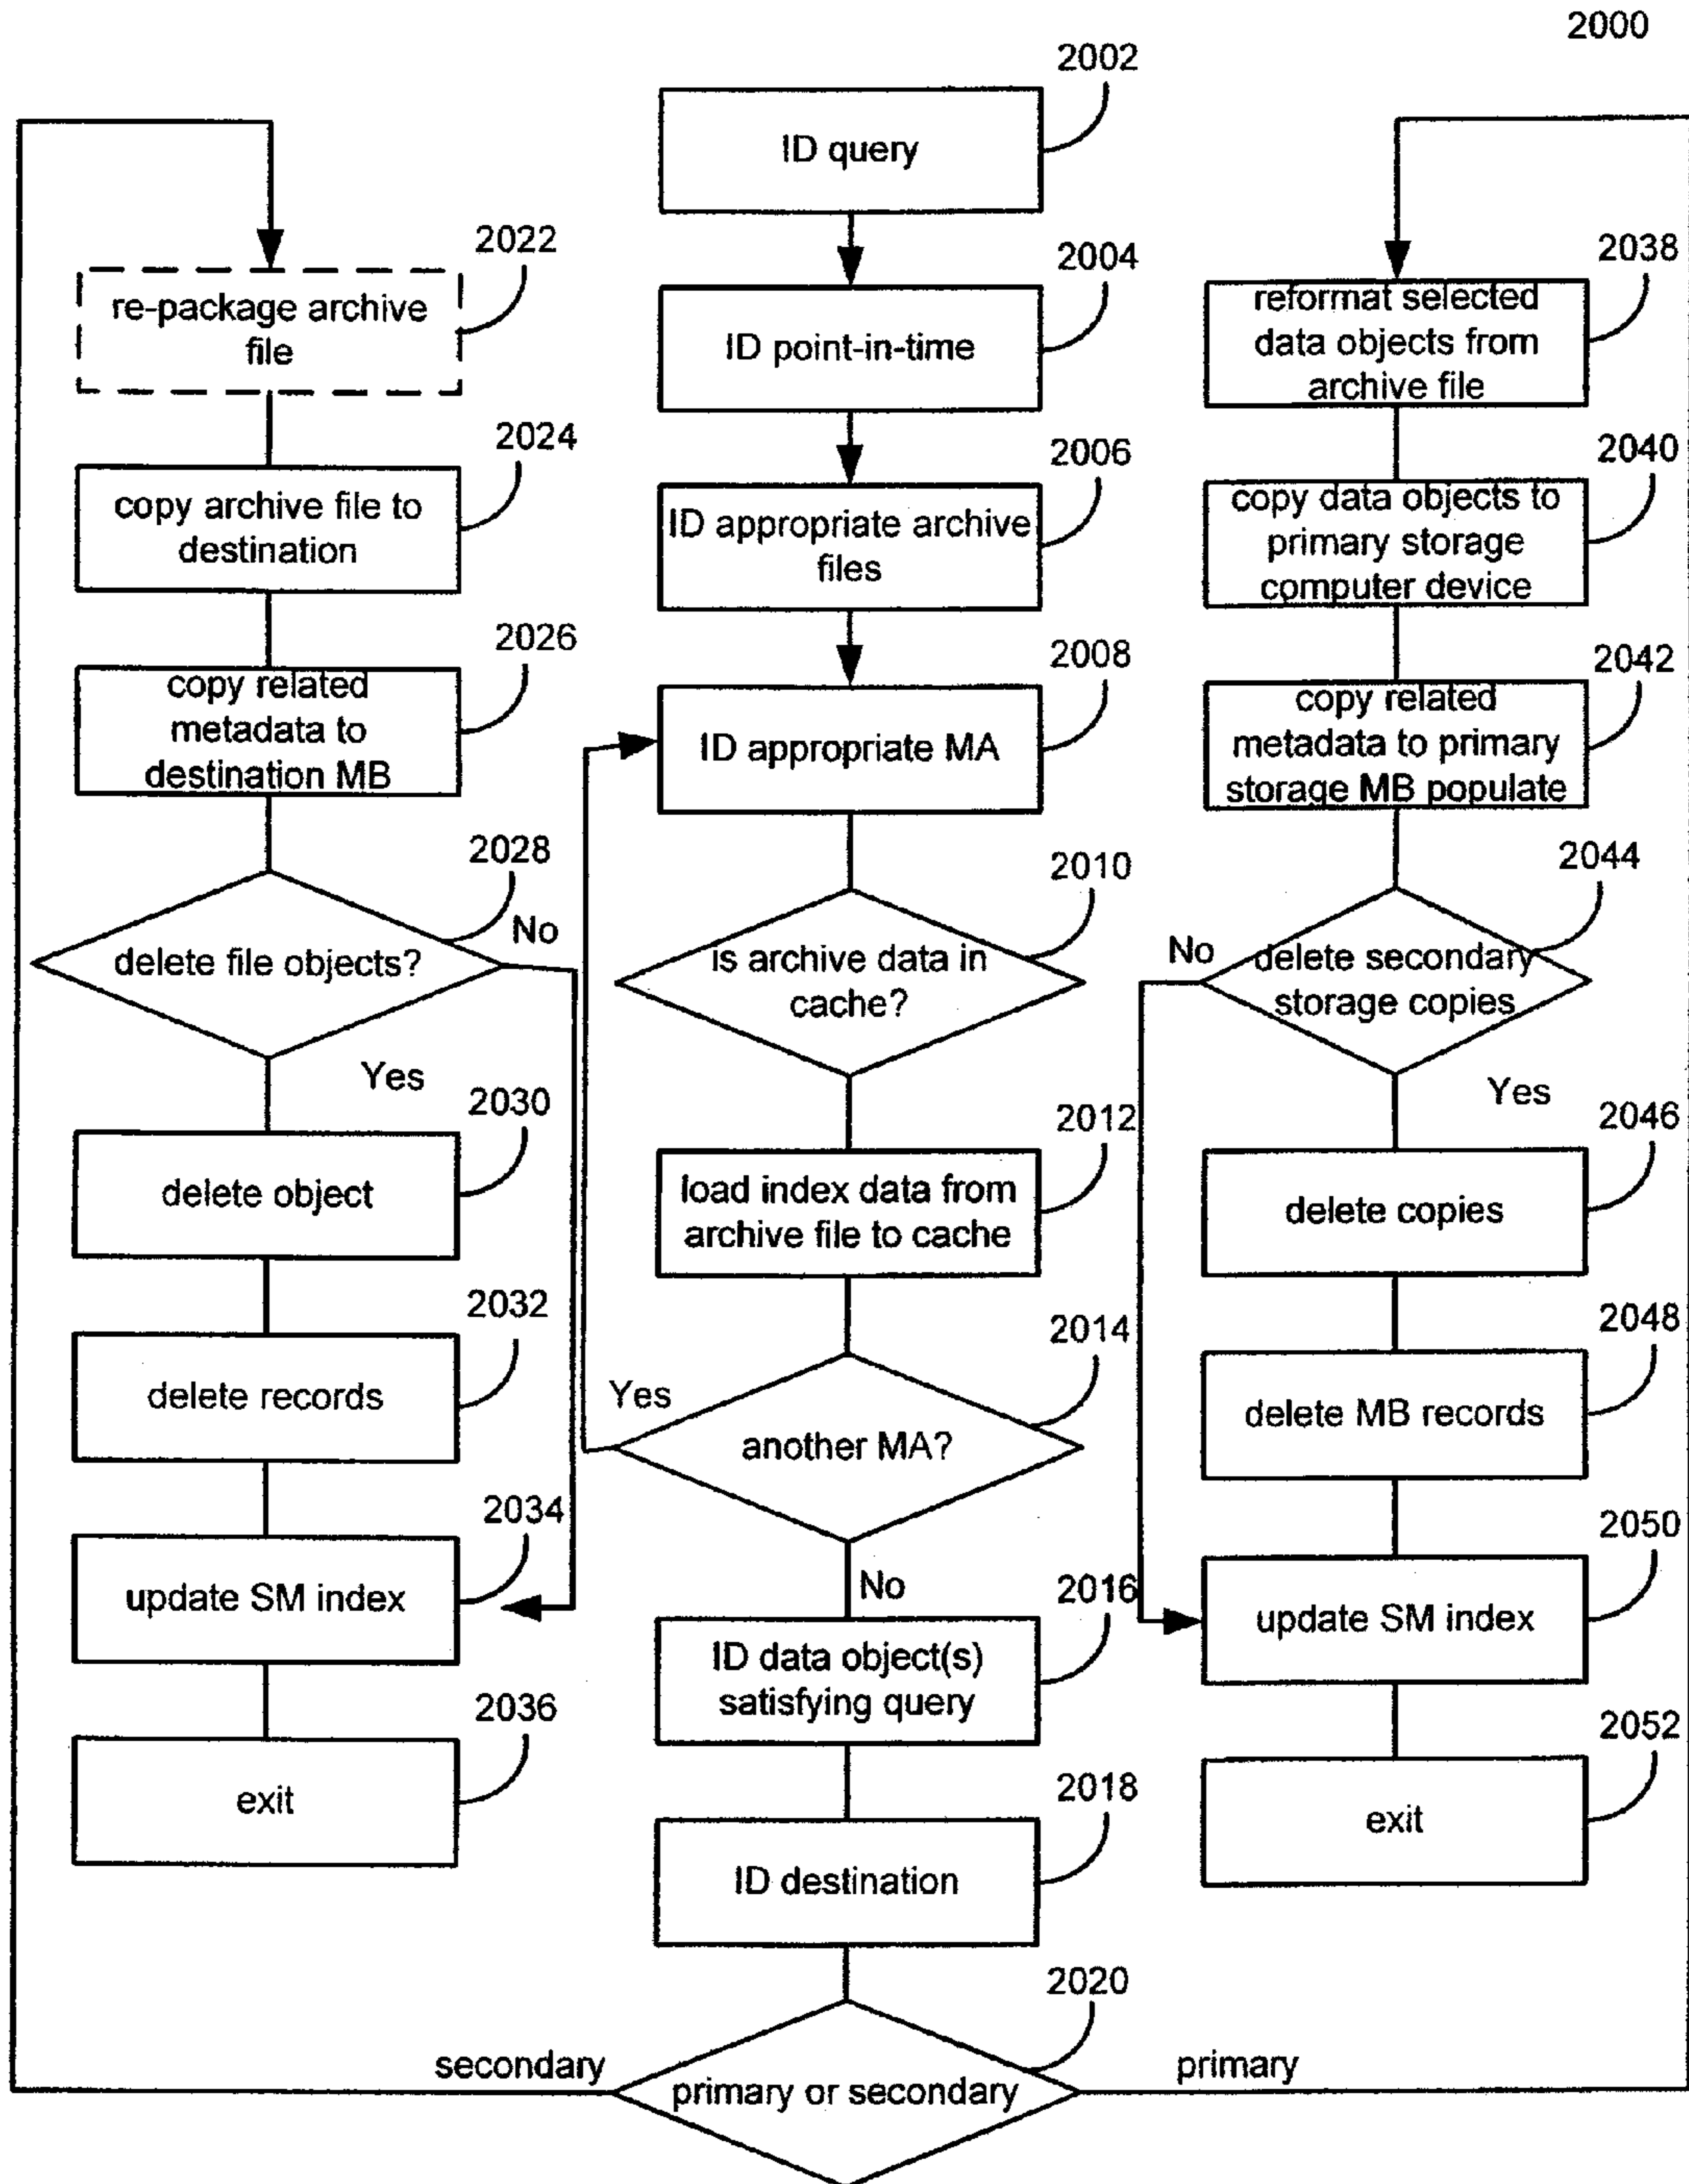 2000
2002
ID query
2004
ID point-in-time
2006
ID appropriate archive
files
2008
ID appropriate MA
2010
is archive data in
cache?
2012
load index data from
archive file to cache
2014
another MA?
Yes
No
2016
ID data object(s)
satisfying query
2018
ID destination
2020
primary or secondary
secondary
primary
2022
re-package archive
file
2024
copy archive file to
destination
2026
copy related
metadata to
destination MB
2028
delete file objects?
No
Yes
2030
delete object
2032
delete records
2034
update SM index
2036
exit
2038
reformat selected
data objects from
archive file
2040
copy data objects to
primary storage
computer device
2042
copy related
metadata to primary
storage MB populate
2044
delete secondary
storage copies
No
Yes
2046
delete copies
2048
delete MB records
2050
update SM index
2052
exit